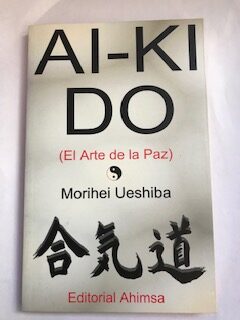 AI-KI
DO
(El Arte de la Paz)
Morihei Ueshiba
合気道
Editorial Ahimsa